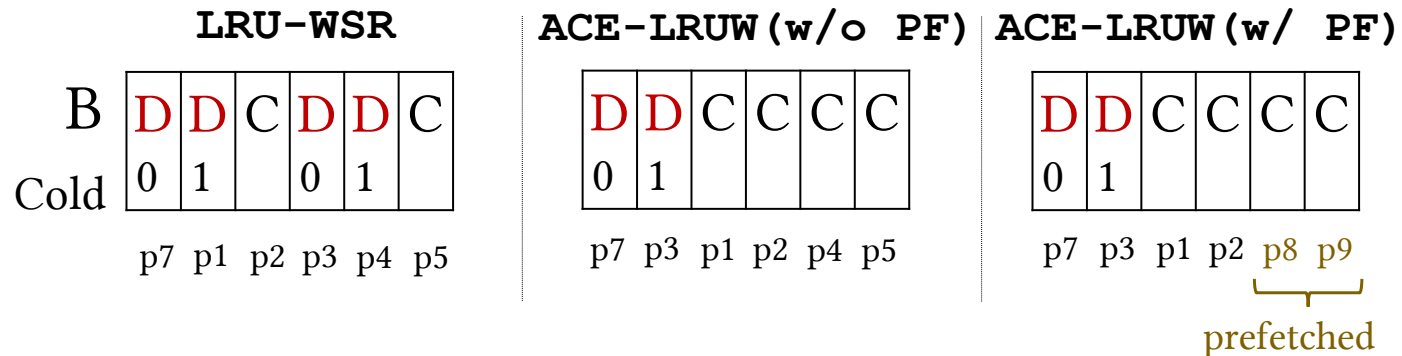 LRU-WSR ACE-LRUW(w/o PF) ACE-LRUW(w/ PF)
B D D C D D C D D C C C C D D C C C C
Cold 0 1 0 1 0 1 0 1
p7 p1 p2 p3 p4 p5 p7 p3 p1 p2 p4 p5 p7 p3 p1 p2 p8 p9
prefetched